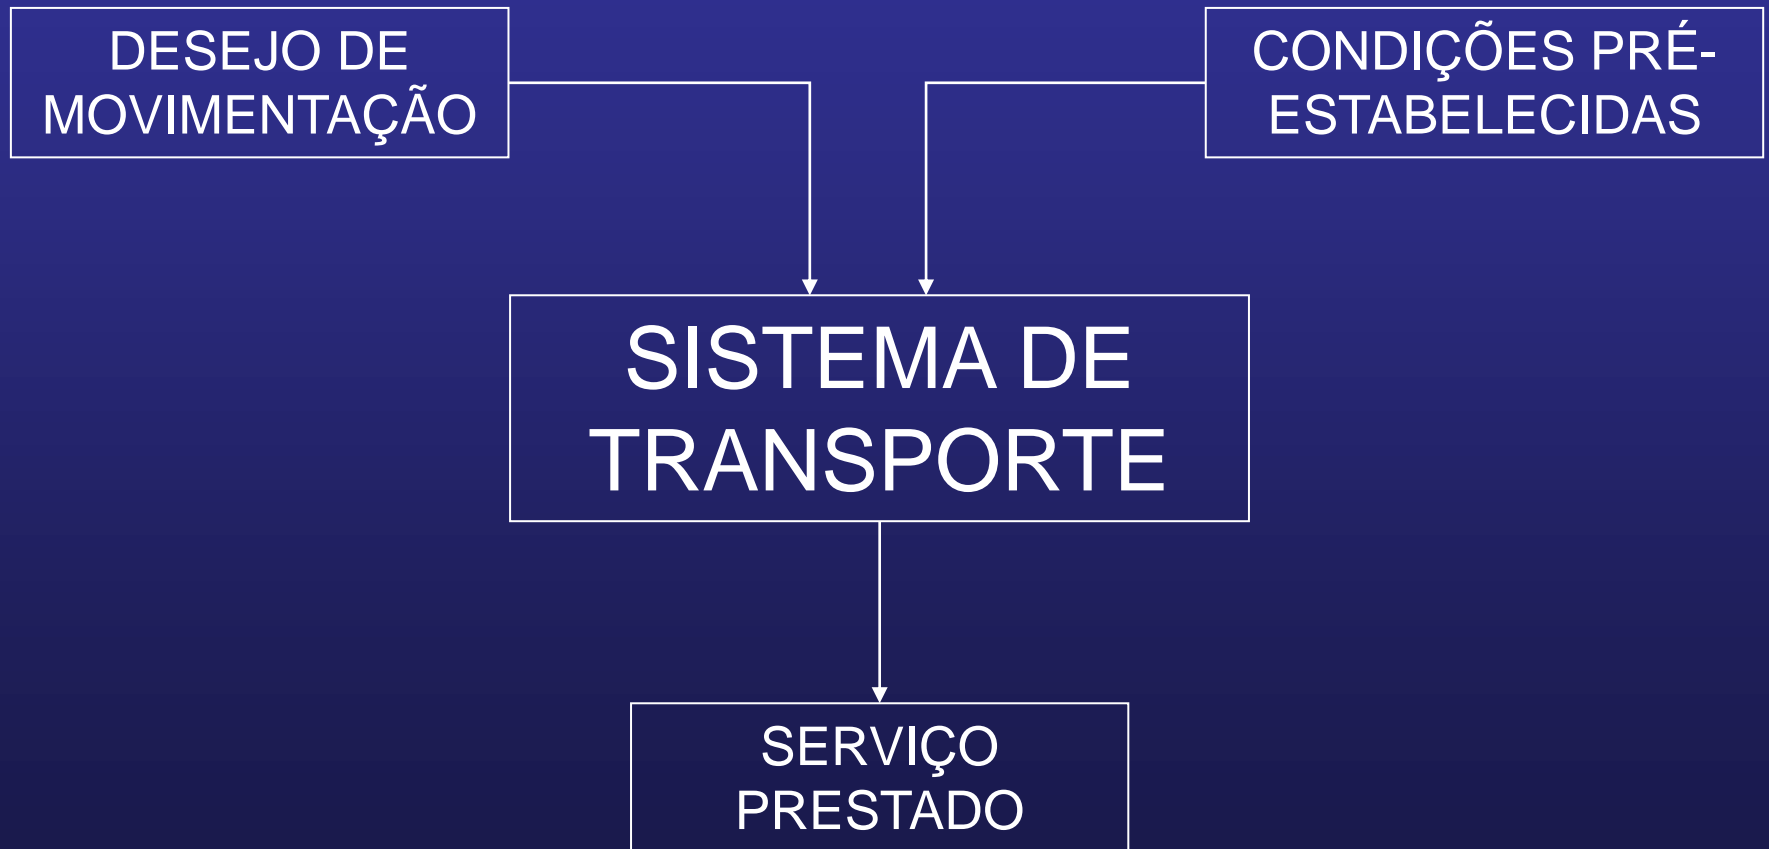 DESEJO DE
MOVIMENTAÇÃO
CONDIÇÕES PRÉ-
ESTABELECIDAS
SISTEMA DE
TRANSPORTE
SERVIÇO
PRESTADO